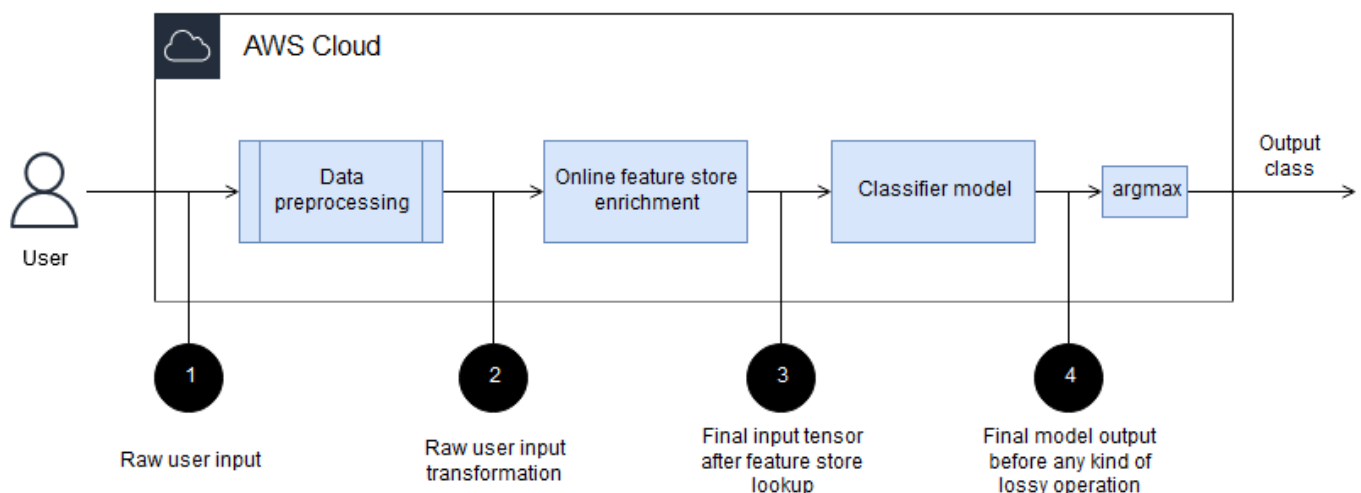 AWS Cloud
User
Data
preprocessing
Online feature store
enrichment
Classifier model
argmax
Output
class
1
2
3
4
Raw user input
Raw user input
transformation
Final input tensor
after feature store
lookup
Final model output
before any kind of
lossy operation